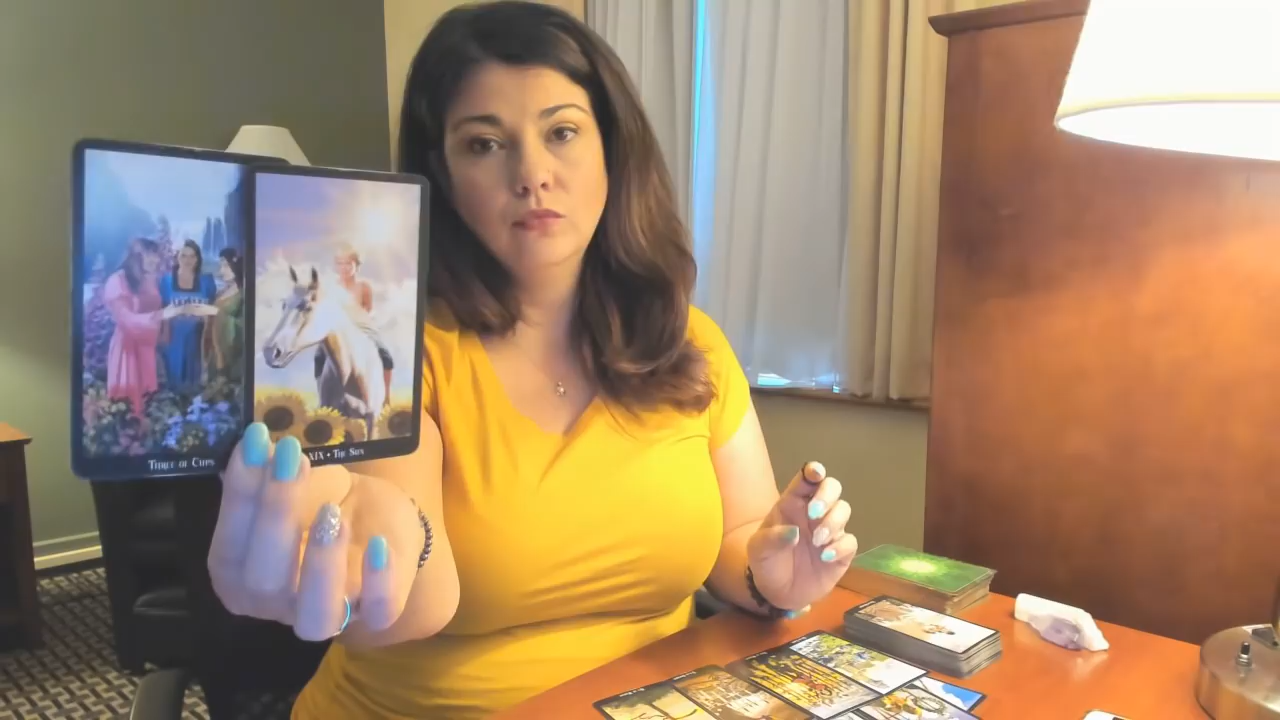 THREE OF CUPS
XIX • THE SUN